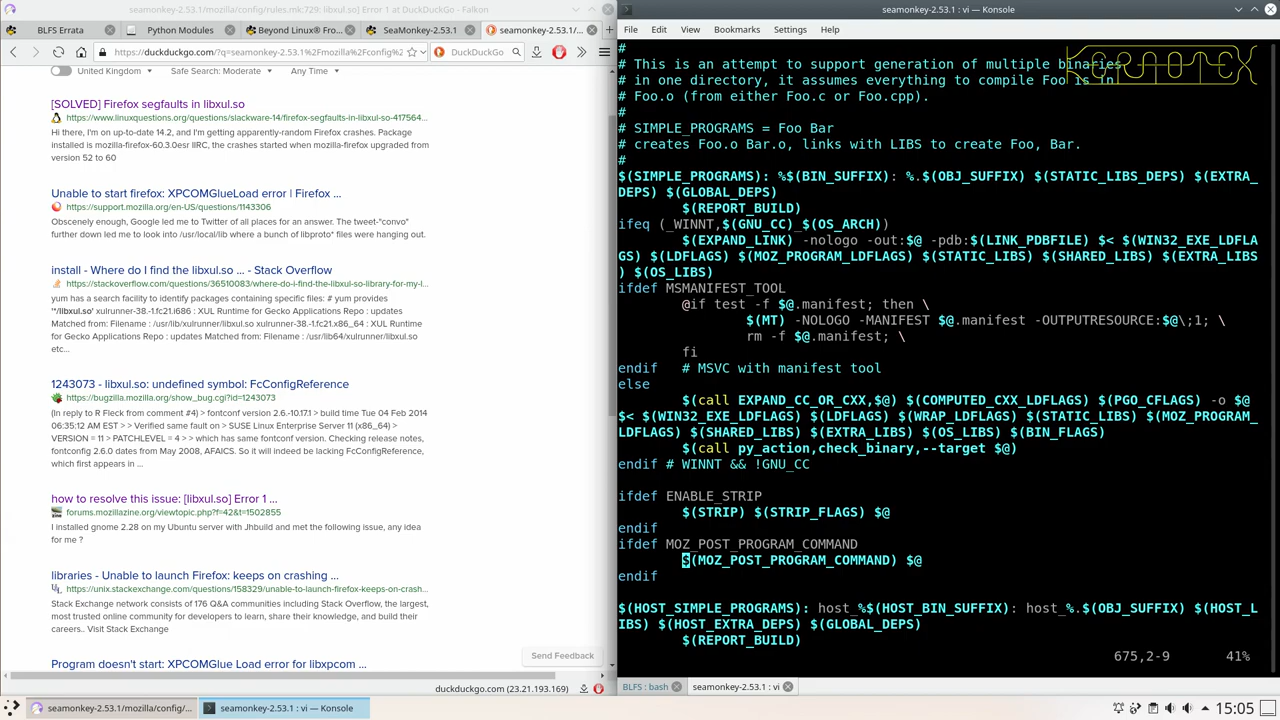 seamonkey-2.53.1/mozilla/config/rules.mk:729: libxul.so] Error 1 at DuckDuckGo - Falkon
BLFS Errata
Python Modules
Beyond Linux® Fro...
SeaMonkey-2.53.1
seamonkey-2.53.1/...
https://duckduckgo.com/?q=seamonkey-2.53.1%2Fmozilla%2Fconfig%2
DuckDuckGo
United Kingdom
Safe Search: Moderate
Any Time
[SOLVED] Firefox segfaults in libxul.so
https://www.linuxquestions.org/questions/slackware-14/firefox-segfaults-in-libxul-so-417564...
Hi there, I'm on up-to-date 14.2, and I'm getting apparently-random Firefox crashes. Package
installed is mozilla-firefox-60.3.0esr IIRC, the crashes started when mozilla-firefox upgraded from
version 52 to 60
Unable to start firefox: XPCOMGlueLoad error | Firefox ...
https://support.mozilla.org/en-US/questions/1143306
Obscenely enough, Google led me to Twitter of all places for an answer. The tweet-"convo"
further down led me to look into /usr/local/lib where a bunch of libproto* files were hanging out.
install - Where do I find the libxul.so ... - Stack Overflow
https://stackoverflow.com/questions/36510083/where-do-i-find-the-libxul-so-library-for-my-l...
yum has a search facility to identify packages containing specific files: # yum provides
'*/libxul.so' xulrunner-38.-1.fc21.i686 : XUL Runtime for Gecko Applications Repo : updates
Matched from: Filename : /usr/lib/xulrunner/libxul.so xulrunner-38.-1.fc21.x86_64 : XUL Runtime
for Gecko Applications Repo : updates Matched from: Filename : /usr/lib64/xulrunner/libxul.so
etc...
1243073 - libxul.so: undefined symbol: FcConfigReference
https://bugzilla.mozilla.org/show_bug.cgi?id=1243073
(In reply to R Fleck from comment #4) > fontconfig version 2.6.-10.17.1 > build time Tue 04 Feb 2014
06:35:12 AM EST > > Verified same fault on > SUSE Linux Enterprise Server 11 (x86_64) >
VERSION = 11 > PATCHLEVEL = 4 > > which has same fontconfig version. Checking release notes,
fontconfig 2.6.0 dates from May 2008, AFAICS. So it will indeed be lacking FcConfigReference,
which first appears in ...
how to resolve this issue: [libxul.so] Error 1 ...
forums.mozillazine.org/viewtopic.php?f=42&t=1502855
I installed gnome 2.28 on my Ubuntu server with Jhbuild and met the following issue, any idea
for me ?
libraries - Unable to launch Firefox: keeps on crashing ...
https://unix.stackexchange.com/questions/158329/unable-to-launch-firefox-keeps-on-crash...
Stack Exchange network consists of 176 Q&A communities including Stack Overflow, the largest,
most trusted online community for developers to learn, share their knowledge, and build their
careers.. Visit Stack Exchange
Program doesn't start: XPCOMGlue Load error for libxpcom ...
Send Feedback
duckduckgo.com (23.21.193.169)
seamonkey-2.53.1 : vi — Konsole
File Edit View Bookmarks Settings Help
KEROOTEX
#
# This is an attempt to support generation of multiple binaries
# in one directory, it assumes everything to compile Foo is in
# Foo.o (from either Foo.c or Foo.cpp).
#
# SIMPLE_PROGRAMS = Foo Bar
# creates Foo.o Bar.o, links with LIBS to create Foo, Bar.
#
$(SIMPLE_PROGRAMS): %$(BIN_SUFFIX): %.$(OBJ_SUFFIX) $(STATIC_LIBS_DEPS) $(EXTRA_
DEPS) $(GLOBAL_DEPS)
$(REPORT_BUILD)
ifeq (_WINNT,$(GNU_CC)_$(OS_ARCH))
$(EXPAND_LINK) -nologo -out:$@ -pdb:$(LINK_PDBFILE) $< $(WIN32_EXE_LDFLA
GS) $(LDFLAGS) $(MOZ_PROGRAM_LDFLAGS) $(STATIC_LIBS) $(SHARED_LIBS) $(EXTRA_LIBS
) $(OS_LIBS)
ifdef MSMANIFEST_TOOL
@if test -f $@.manifest; then \
$(MT) -NOLOGO -MANIFEST $@.manifest -OUTPUTRESOURCE:$@\;1; \
rm -f $@.manifest; \
fi
endif   # MSVC with manifest tool
else
$(call EXPAND_CC_OR_CXX,$@) $(COMPUTED_CXX_LDFLAGS) $(PGO_CFLAGS) -o $@
$< $(WIN32_EXE_LDFLAGS) $(LDFLAGS) $(WRAP_LDFLAGS) $(STATIC_LIBS) $(MOZ_PROGRAM_
LDFLAGS) $(SHARED_LIBS) $(EXTRA_LIBS) $(OS_LIBS) $(BIN_FLAGS)
$(call py_action,check_binary,--target $@)
endif # WINNT && !GNU_CC
ifdef ENABLE_STRIP
$(STRIP) $(STRIP_FLAGS) $@
endif
ifdef MOZ_POST_PROGRAM_COMMAND
$(MOZ_POST_PROGRAM_COMMAND) $@
endif
$(HOST_SIMPLE_PROGRAMS): host_%$(HOST_BIN_SUFFIX): host_%.$(OBJ_SUFFIX) $(HOST_L
IBS) $(HOST_EXTRA_DEPS) $(GLOBAL_DEPS)
$(REPORT_BUILD)
675,2-9 41%
BLFS : bash
seamonkey-2.53.1 : vi
seamonkey-2.53.1/mozilla/config/...
seamonkey-2.53.1 : vi — Konsole
15:05